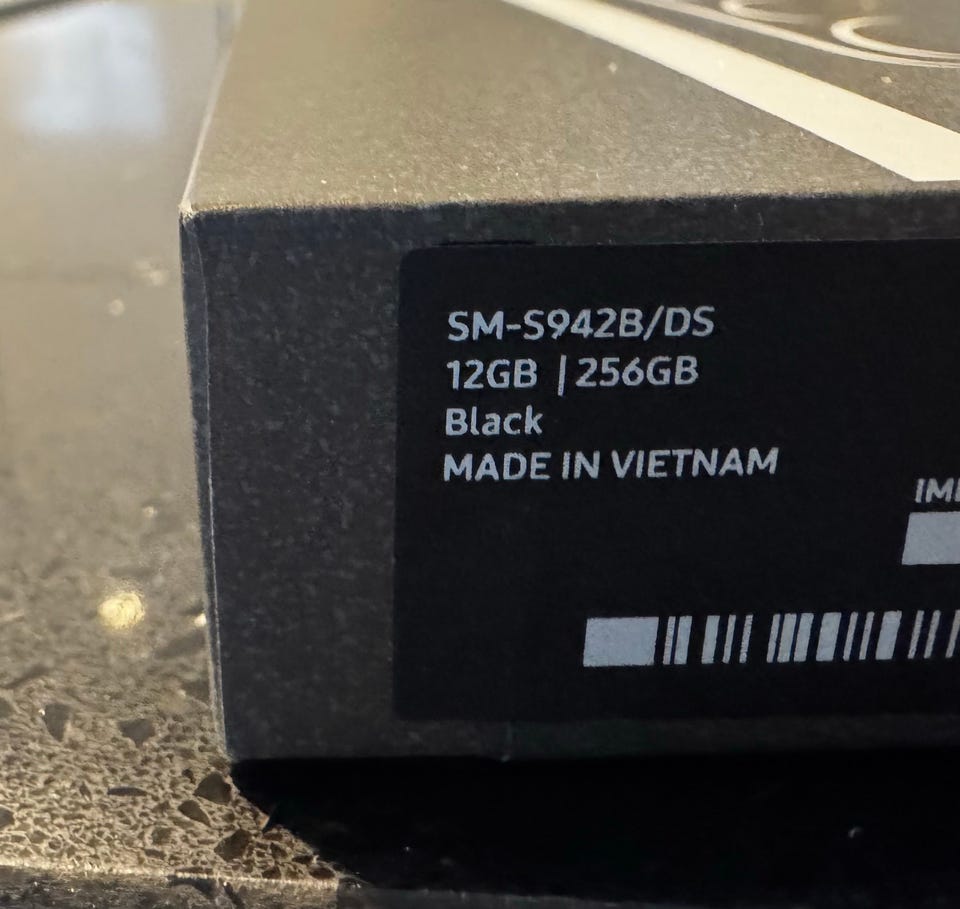 SM-S942B/DS
12GB | 256GB
Black
MADE IN VIETNAM